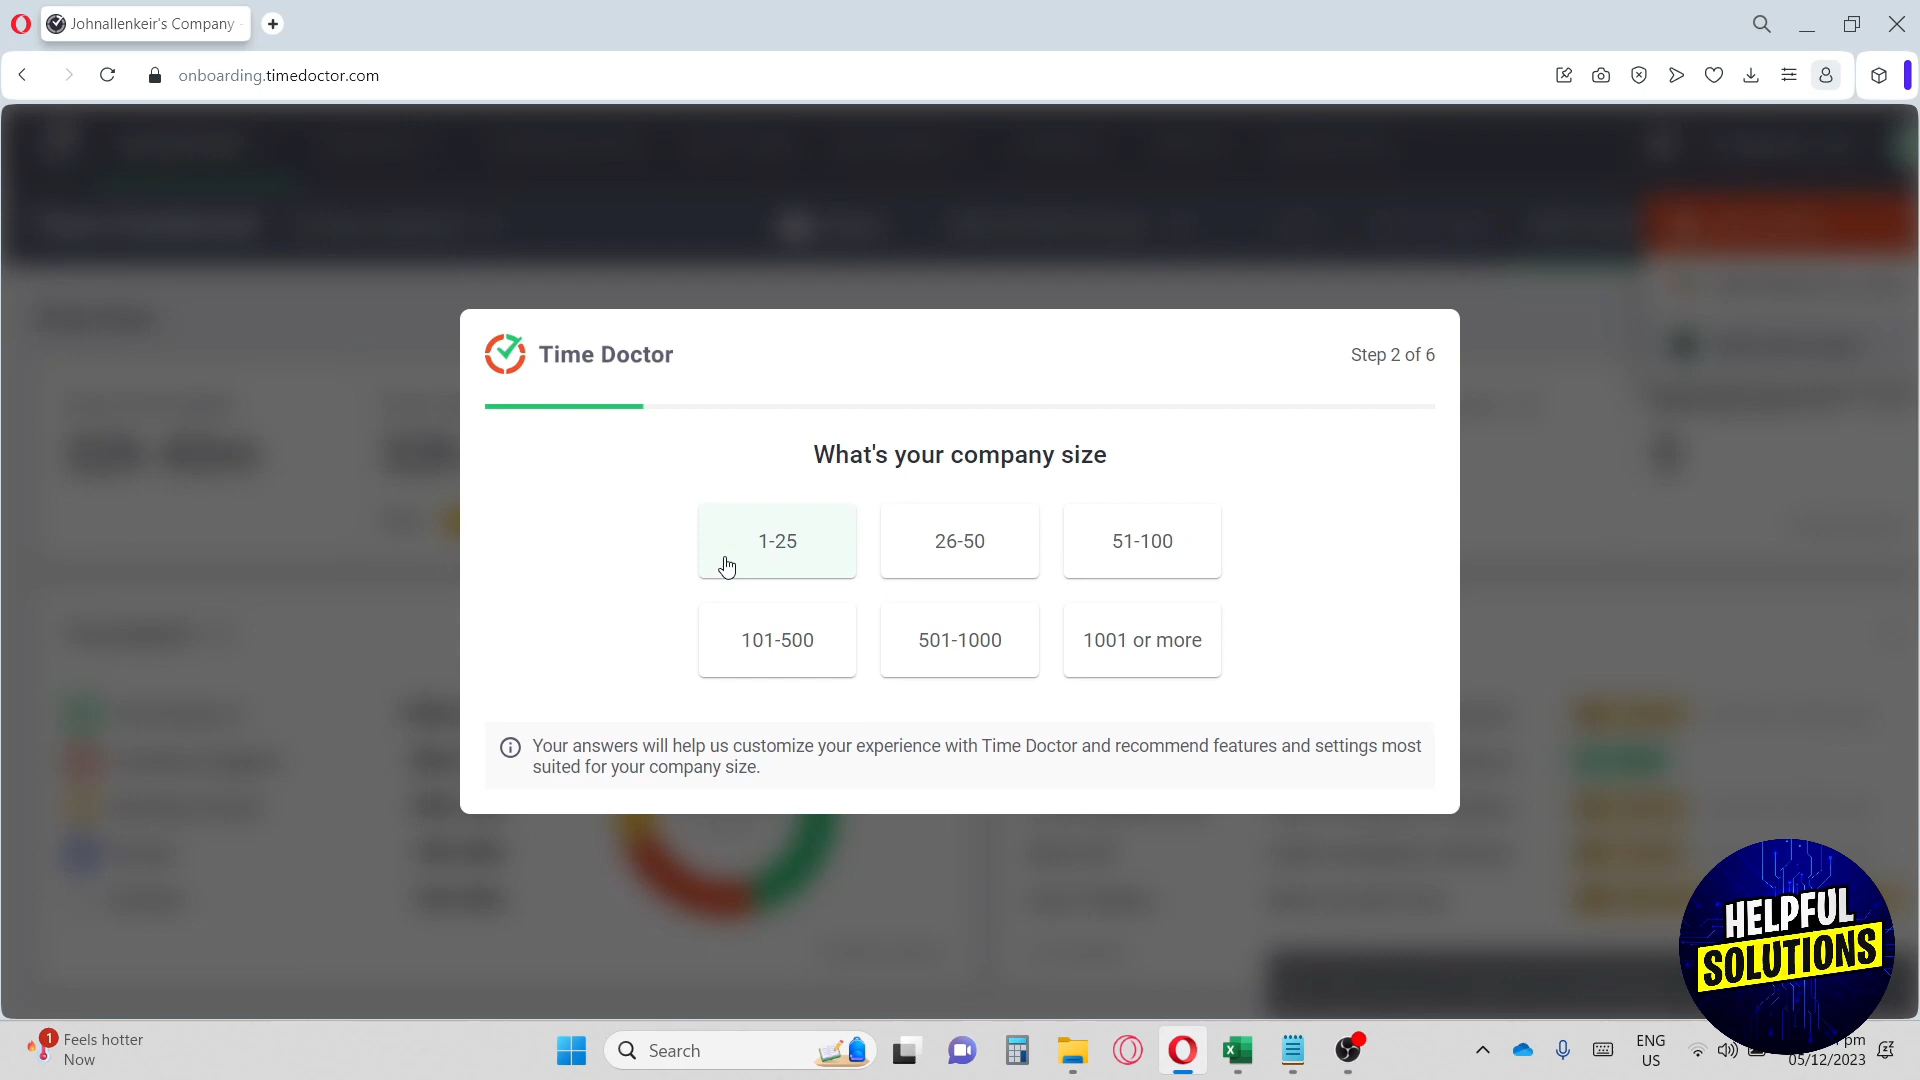 Johnallenkeir's Company
onboarding.timedoctor.com
Time Doctor
Step 2 of 6
What's your company size
1-25
26-50
51-100
101-500
501-1000
1001 or more
Your answers will help us customize your experience with Time Doctor and recommend features and settings most
suited for your company size.
HELPFUL
SOLUTIONS
1
Feels hotter
Now
Search
ENG
US
pm
05/12/2023